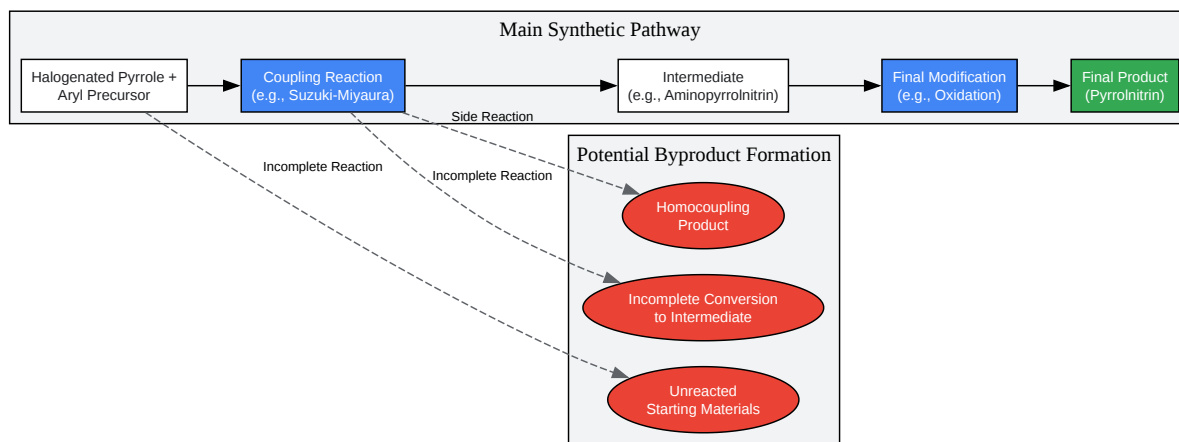 Main Synthetic Pathway
Halogenated Pyrrole +
Aryl Precursor
Coupling Reaction
(e.g., Suzuki-Miyaura)
Intermediate
(e.g., Aminopyrrolnitrin)
Final Modification
(e.g., Oxidation)
Final Product
(Pyrrolnitrin)
Side Reaction
Incomplete Reaction
Incomplete Reaction
Potential Byproduct Formation
Homocoupling
Product
Incomplete Conversion
to Intermediate
Unreacted
Starting Materials